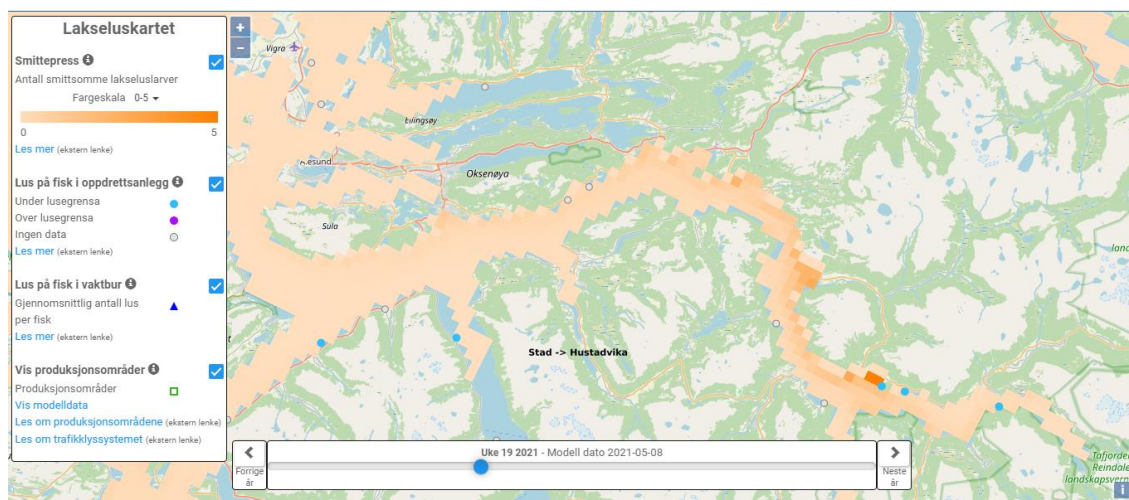 Lakseluskartet
Smittepress
Antall smittsomme lakseluslarver
Fargeskala 0-5
0 5
Les mer (ekstern lenke)
Lus på fisk i oppdrettsanlegg
Under lusegrensa
Over lusegrensa
Ingen data
Les mer (ekstern lenke)
Lus på fisk i vaktbur
Gjennomsnittlig antall lus
per fisk
Les mer (ekstern lenke)
Vis produksjonsområder
Produksjonsområder
Vis modelldata
Les om produksjonsområdene (ekstern lenke)
Les om trafikklyssystemet (ekstern lenke)
+
−
Vigra
Ellingsøy
Oksenøya
Sula
Stad -> Hustadvika
Uke 19 2021 - Modell dato 2021-05-08
Forrige
år
Neste
år
Reindale
landskapsvern
i